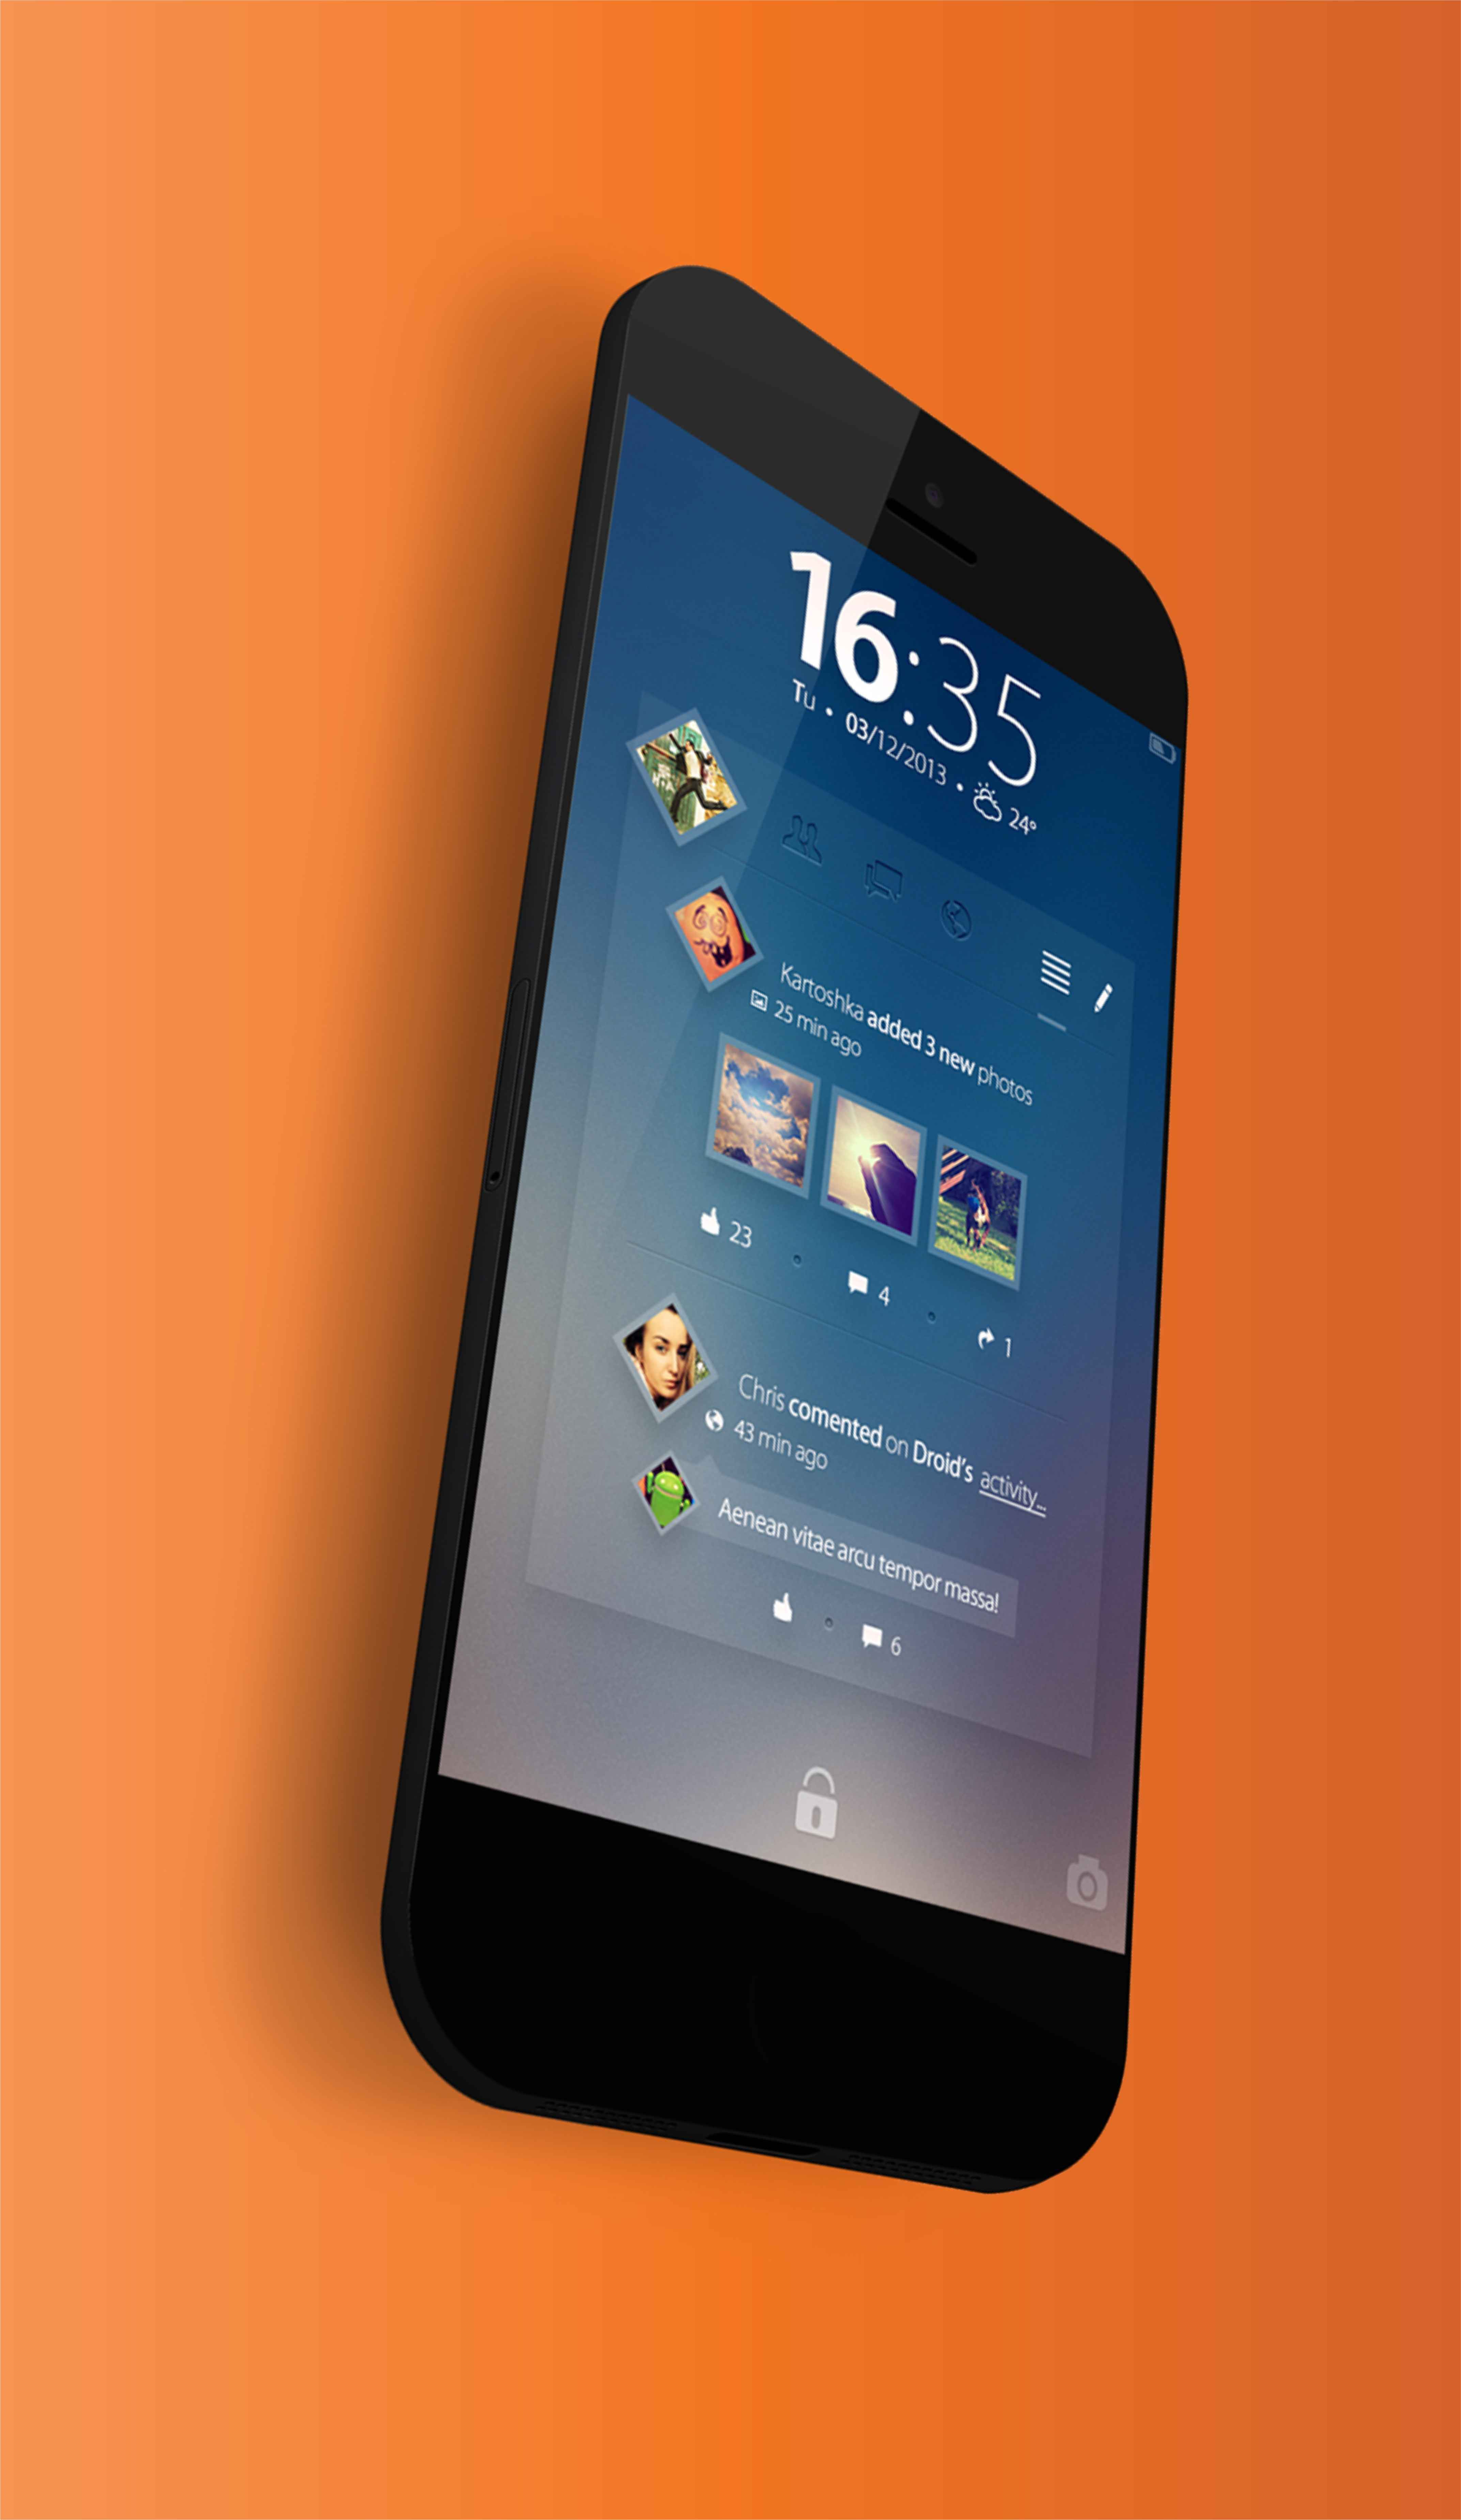 16:35
Tu • 03/12/2013 • 24°
Kartoshka added 3 new photos
25 min ago
23
4
1
Chris comented on Droid's activity...
43 min ago
Aenean vitae arcu tempor massa!
6